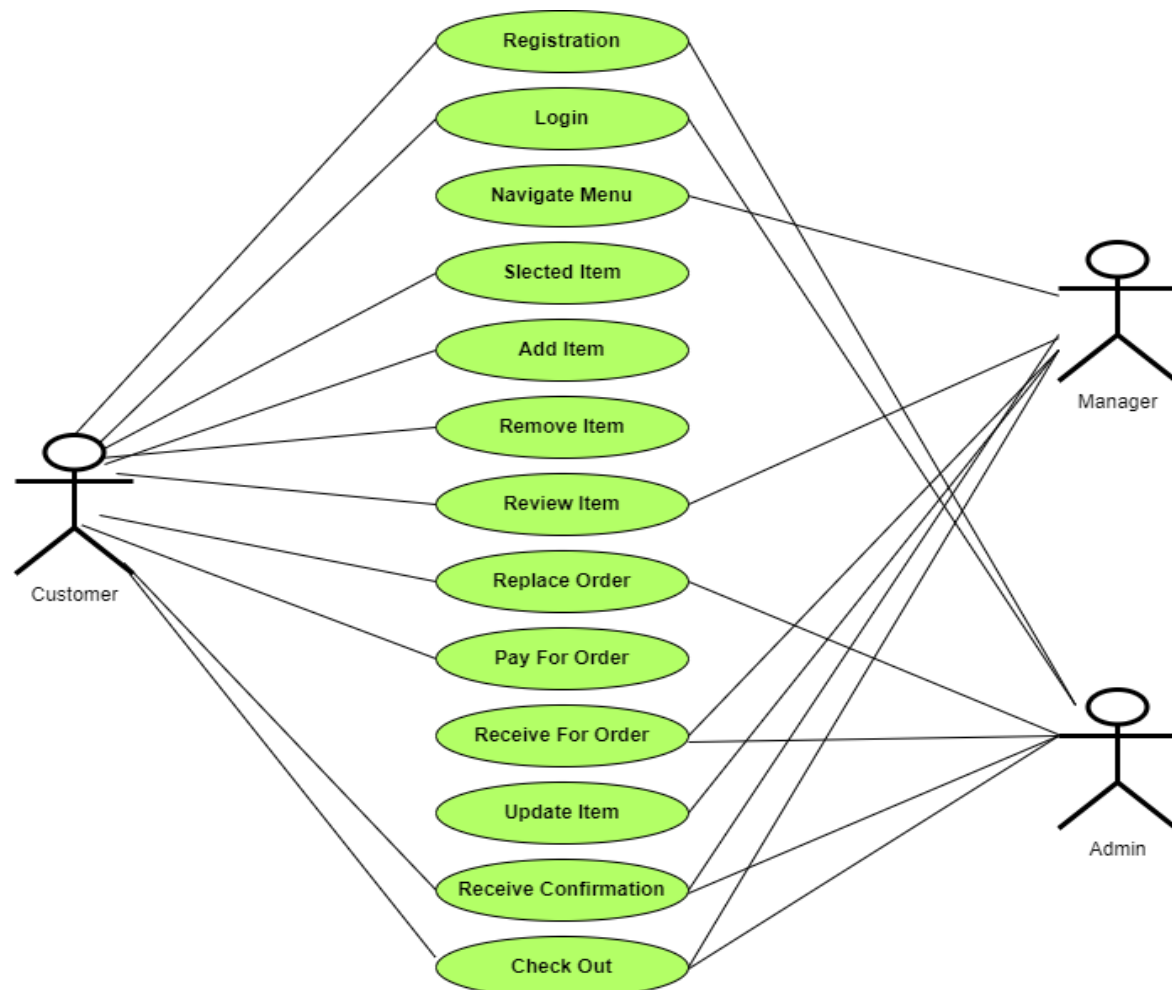 Registration
Login
Navigate Menu
Slected Item
Add Item
Remove Item
Review Item
Replace Order
Pay For Order
Receive For Order
Update Item
Receive Confirmation
Check Out
Customer
Manager
Admin